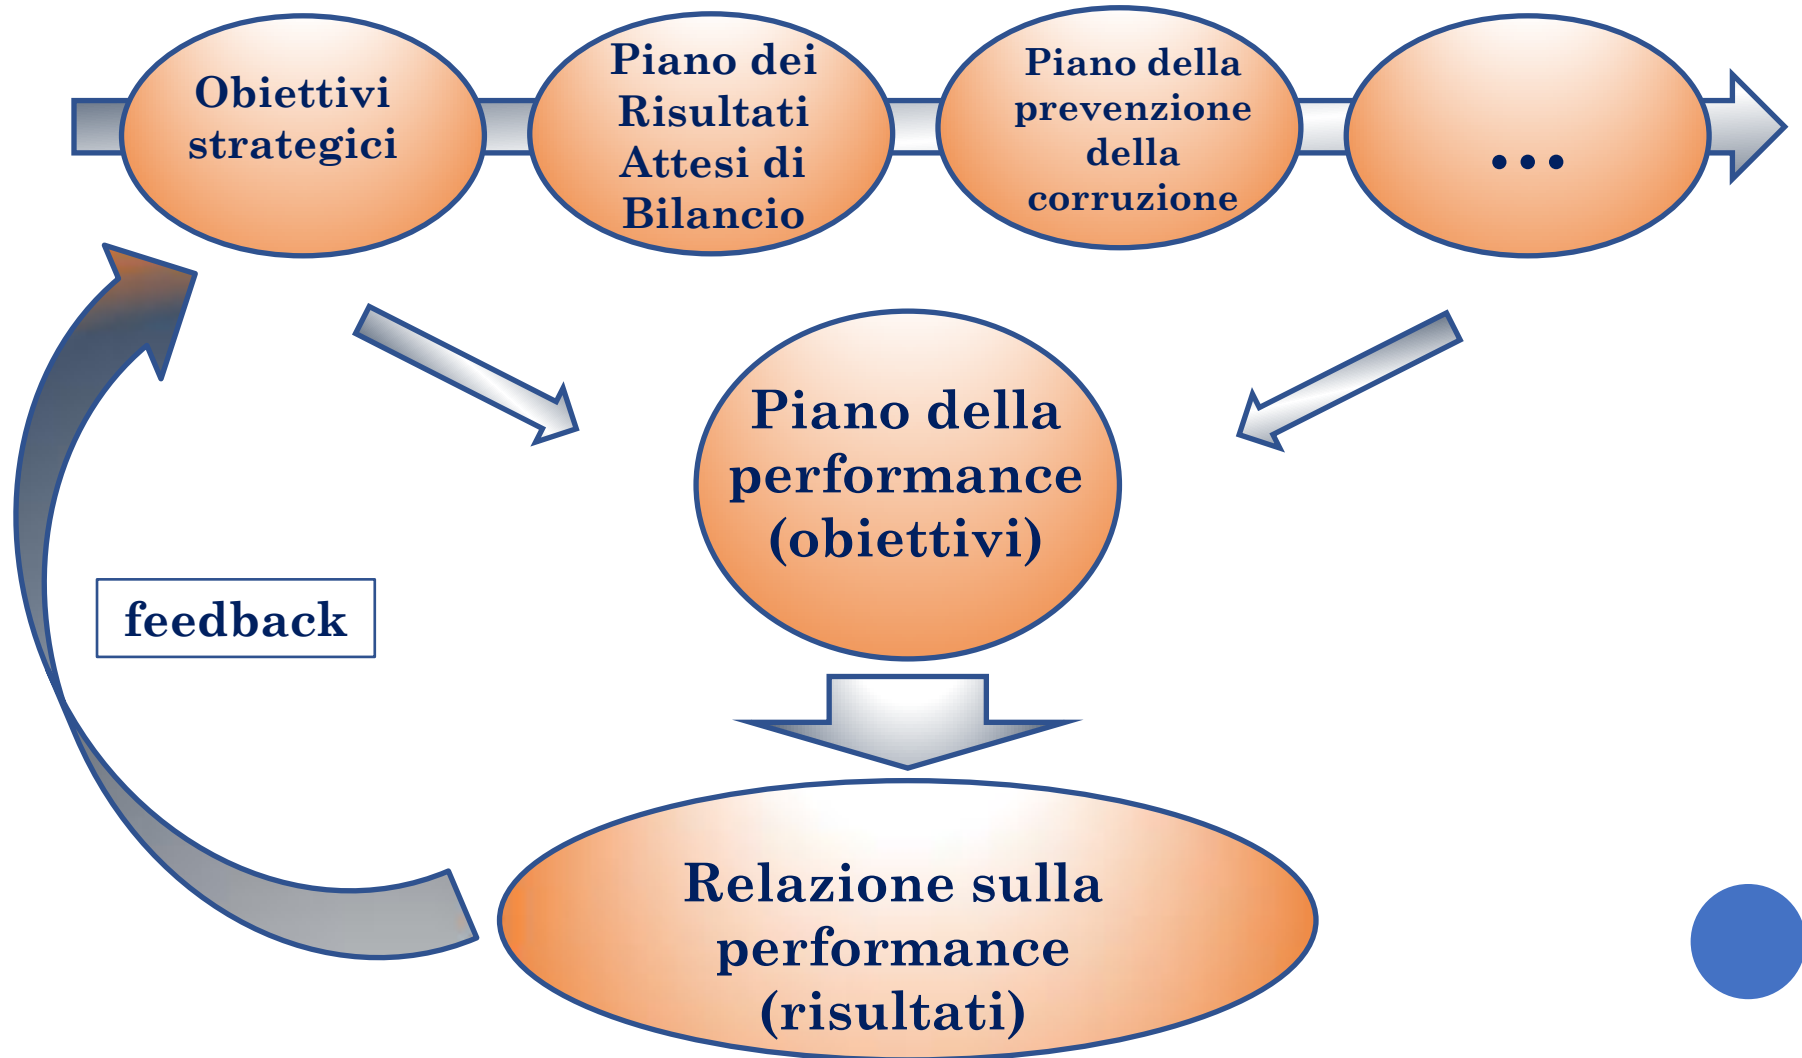 Obiettivi
strategici
Piano dei
Risultati
Attesi di
Bilancio
Piano della
prevenzione
della
corruzione
...
Piano della
performance
(obiettivi)
feedback
Relazione sulla
performance
(risultati)